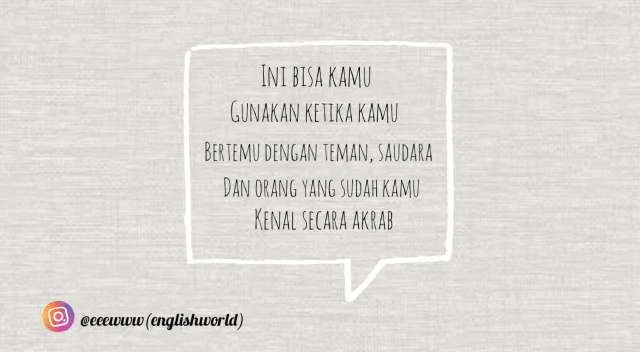 INI BISA KAMU
GUNAKAN KETIKA KAMU
BERTEMU DENGAN TEMAN, SAUDARA
DAN ORANG YANG SUDAH KAMU
KENAL SECARA AKRAB
@eeewww(englishworld)